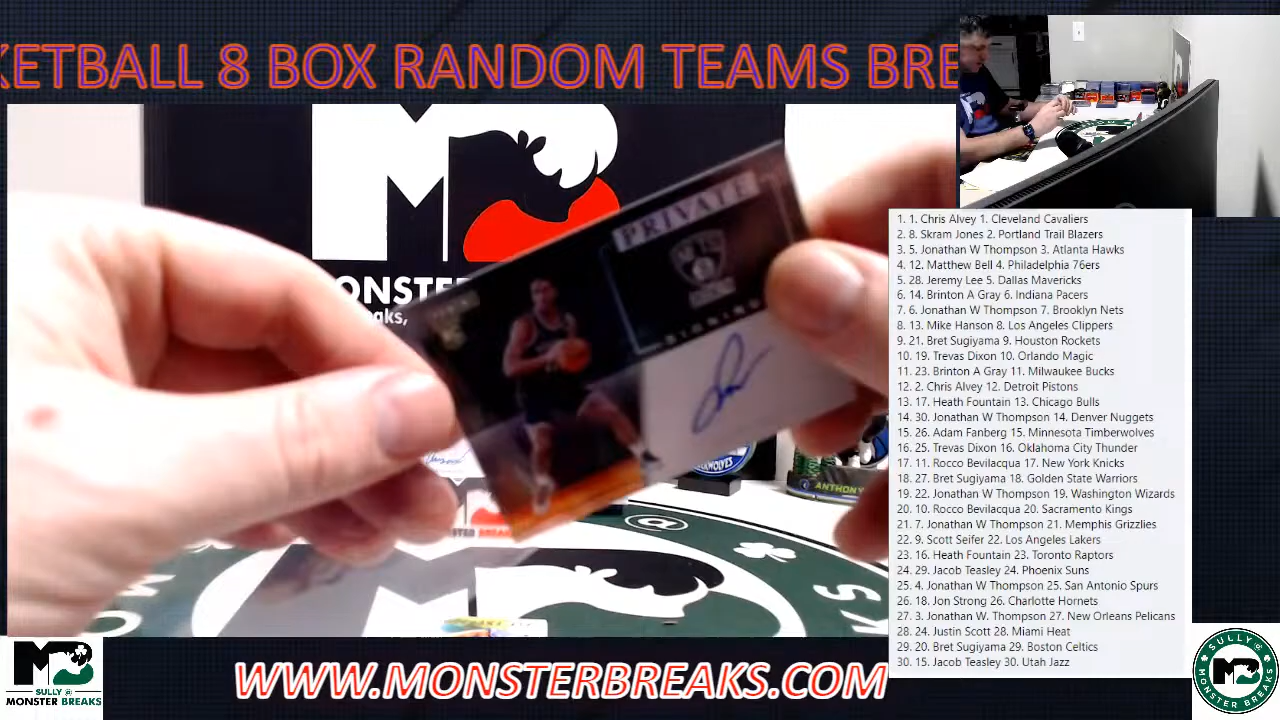 KETBALL 8 BOX RANDOM TEAMS BRE
PRIVATE
SIGNINGS
ONSTE
eaks,
ANTHONY
WWW.MONSTERBREAKS.COM
SULLY @
MONSTER BREAKS
SULLY @
MONSTER BREAKS
1. 1. Chris Alvey 1. Cleveland Cavaliers
2. 8. Skram Jones 2. Portland Trail Blazers
3. 5. Jonathan W Thompson 3. Atlanta Hawks
4. 12. Matthew Bell 4. Philadelphia 76ers
5. 28. Jeremy Lee 5. Dallas Mavericks
6. 14. Brinton A Gray 6. Indiana Pacers
7. 6. Jonathan W Thompson 7. Brooklyn Nets
8. 13. Mike Hanson 8. Los Angeles Clippers
9. 21. Bret Sugiyama 9. Houston Rockets
10. 19. Trevas Dixon 10. Orlando Magic
11. 23. Brinton A Gray 11. Milwaukee Bucks
12. 2. Chris Alvey 12. Detroit Pistons
13. 17. Heath Fountain 13. Chicago Bulls
14. 30. Jonathan W Thompson 14. Denver Nuggets
15. 26. Adam Fanberg 15. Minnesota Timberwolves
16. 25. Trevas Dixon 16. Oklahoma City Thunder
17. 11. Rocco Bevilacqua 17. New York Knicks
18. 27. Bret Sugiyama 18. Golden State Warriors
19. 22. Jonathan W Thompson 19. Washington Wizards
20. 10. Rocco Bevilacqua 20. Sacramento Kings
21. 7. Jonathan W Thompson 21. Memphis Grizzlies
22. 9. Scott Seifer 22. Los Angeles Lakers
23. 16. Heath Fountain 23. Toronto Raptors
24. 29. Jacob Teasley 24. Phoenix Suns
25. 4. Jonathan W Thompson 25. San Antonio Spurs
26. 18. Jon Strong 26. Charlotte Hornets
27. 3. Jonathan W. Thompson 27. New Orleans Pelicans
28. 24. Justin Scott 28. Miami Heat
29. 20. Bret Sugiyama 29. Boston Celtics
30. 15. Jacob Teasley 30. Utah Jazz